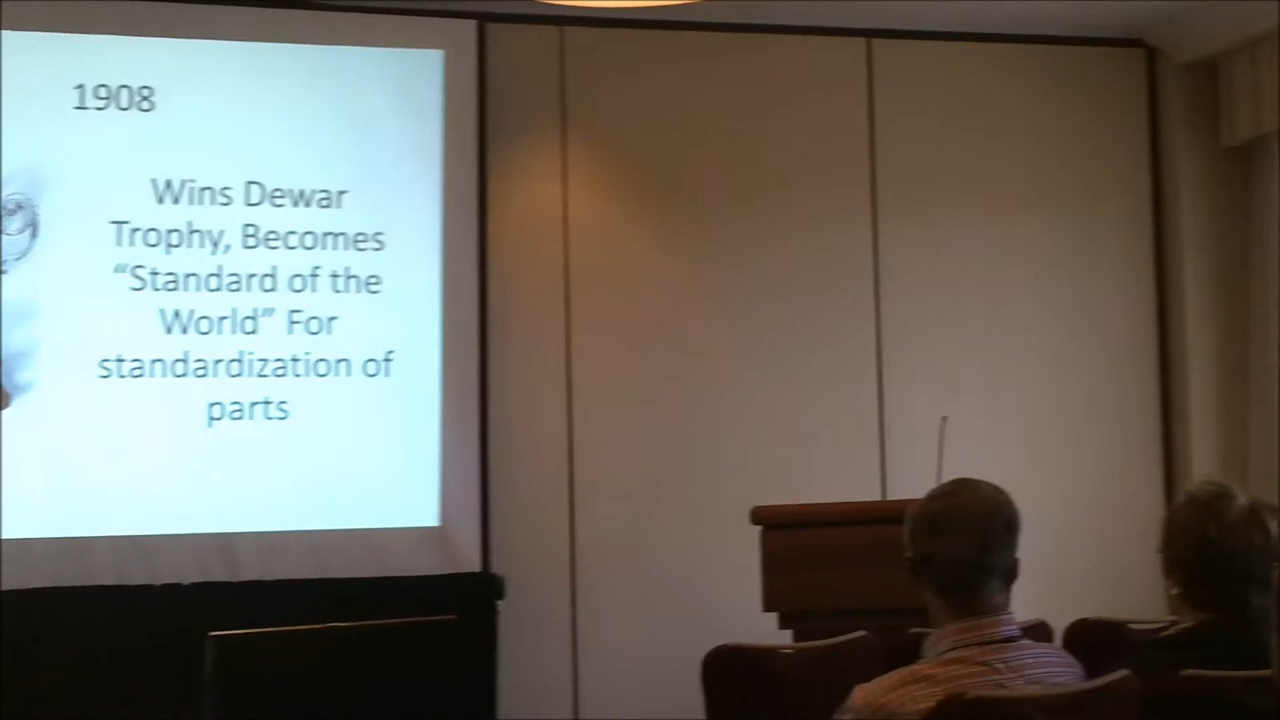 1908
Wins Dewar
Trophy, Becomes
“Standard of the
World” For
standardization of
parts